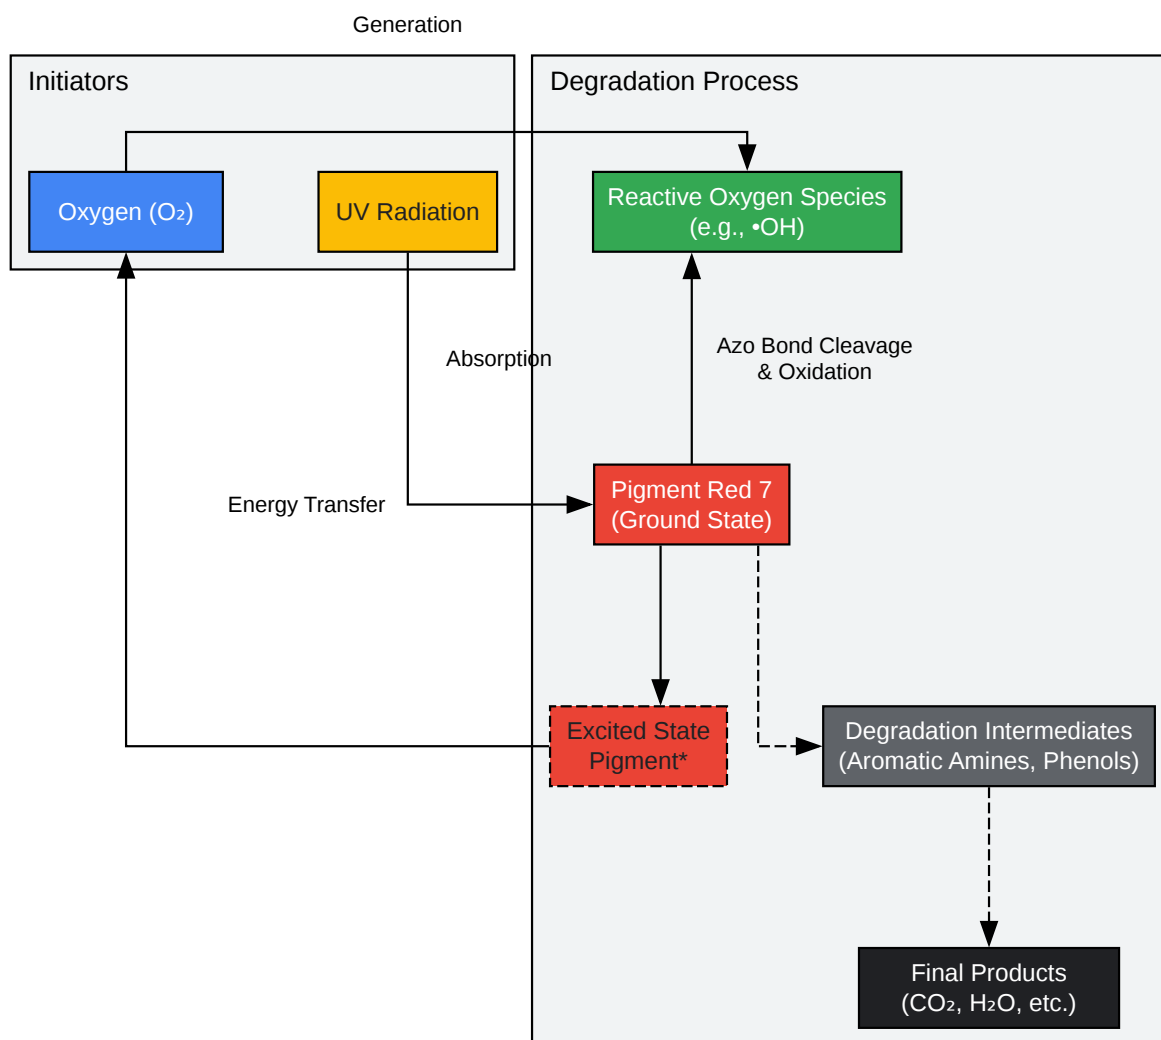 Generation
Initiators
Degradation Process
Oxygen (O₂)
UV Radiation
Reactive Oxygen Species
(e.g., •OH)
Absorption
Azo Bond Cleavage
& Oxidation
Energy Transfer
Pigment Red 7
(Ground State)
Excited State
Pigment*
Degradation Intermediates
(Aromatic Amines, Phenols)
Final Products
(CO₂, H₂O, etc.)